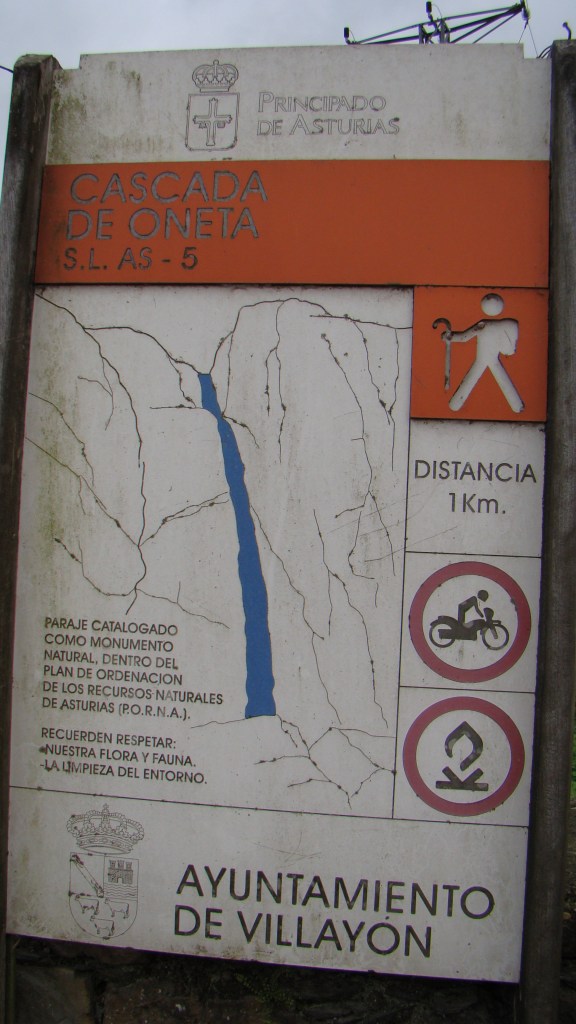 PRINCIPADO
DE ASTURIAS
CASCADA
DE ONETA
S.L. AS - 5
DISTANCIA
1Km.
PARAJE CATALOGADO
COMO MONUMENTO
NATURAL, DENTRO DEL
PLAN DE ORDENACION
DE LOS RECURSOS NATURALES
DE ASTURIAS (P.O.R.N.A.).
RECUERDEN RESPETAR:
-NUESTRA FLORA Y FAUNA.
-LA LIMPIEZA DEL ENTORNO.
AYUNTAMIENTO
DE VILLAYÓN